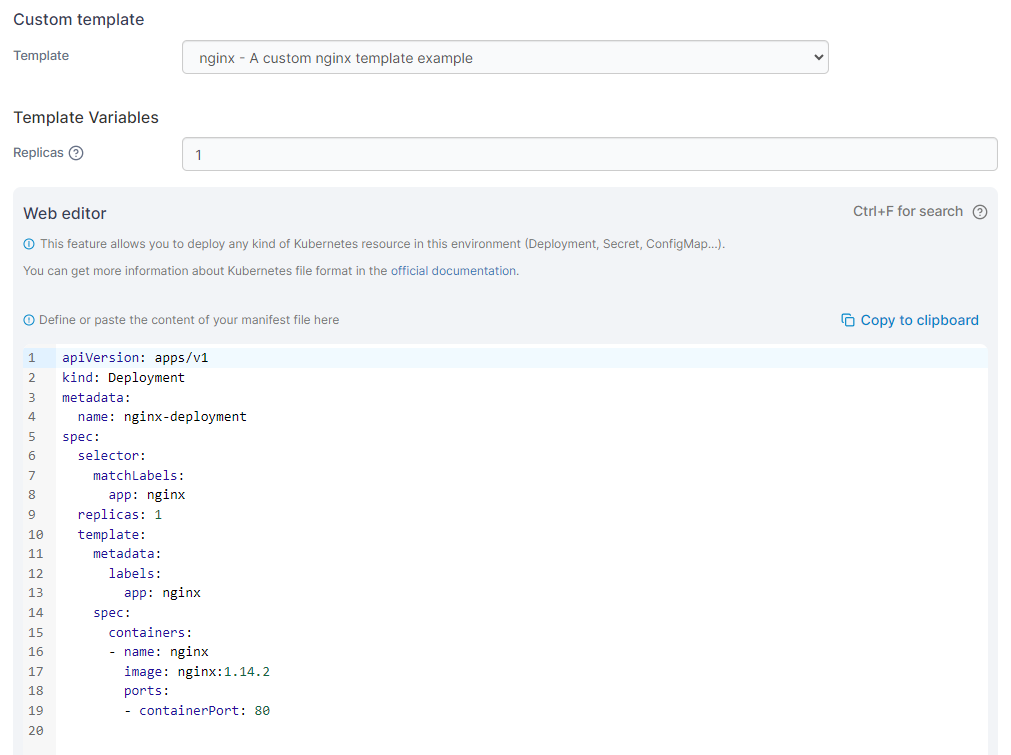 Custom template
Template
nginx - A custom nginx template example
Template Variables
Replicas
1
Web editor
Ctrl+F for search
This feature allows you to deploy any kind of Kubernetes resource in this environment (Deployment, Secret, ConfigMap...).
You can get more information about Kubernetes file format in the official documentation.
Define or paste the content of your manifest file here
Copy to clipboard
1 apiVersion: apps/v1
2 kind: Deployment
3 metadata:
4   name: nginx-deployment
5 spec:
6   selector:
7     matchLabels:
8       app: nginx
9   replicas: 1
10   template:
11     metadata:
12       labels:
13         app: nginx
14     spec:
15       containers:
16       - name: nginx
17         image: nginx:1.14.2
18         ports:
19         - containerPort: 80
20